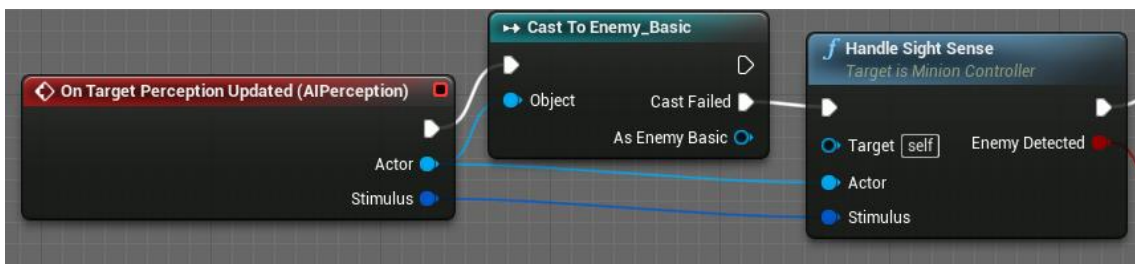 On Target Perception Updated (AIPerception)
Actor
Stimulus
Cast To Enemy_Basic
Object
Cast Failed
As Enemy Basic
Handle Sight Sense
Target is Minion Controller
Target self
Enemy Detected
Actor
Stimulus